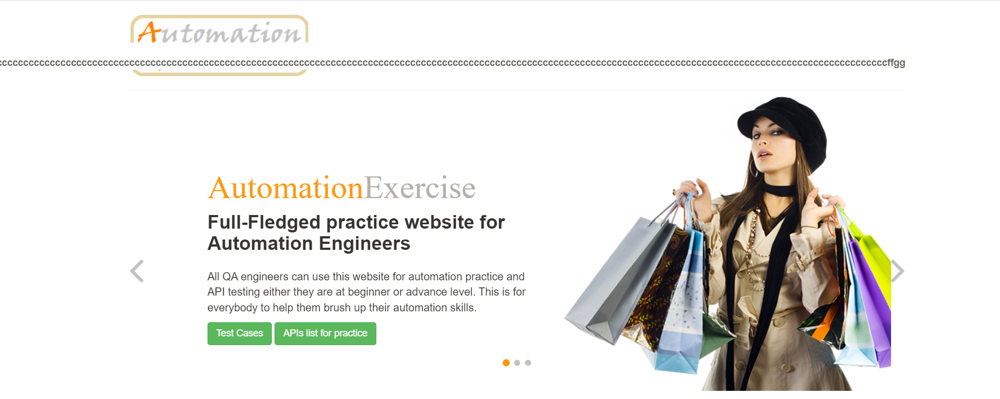 Automation
cccccccccccccccccccccccccccccccccccccccccccccccccccccccccccccccccccccccccccccccccccccccccccccccccccccccccccccccccccccccccccccccccccccccccccccccccccccccccccccccccccccccffgg
AutomationExercise
Full-Fledged practice website for
Automation Engineers
All QA engineers can use this website for automation practice and
API testing either they are at beginner or advance level. This is for
everybody to help them brush up their automation skills.
Test Cases APIs list for practice